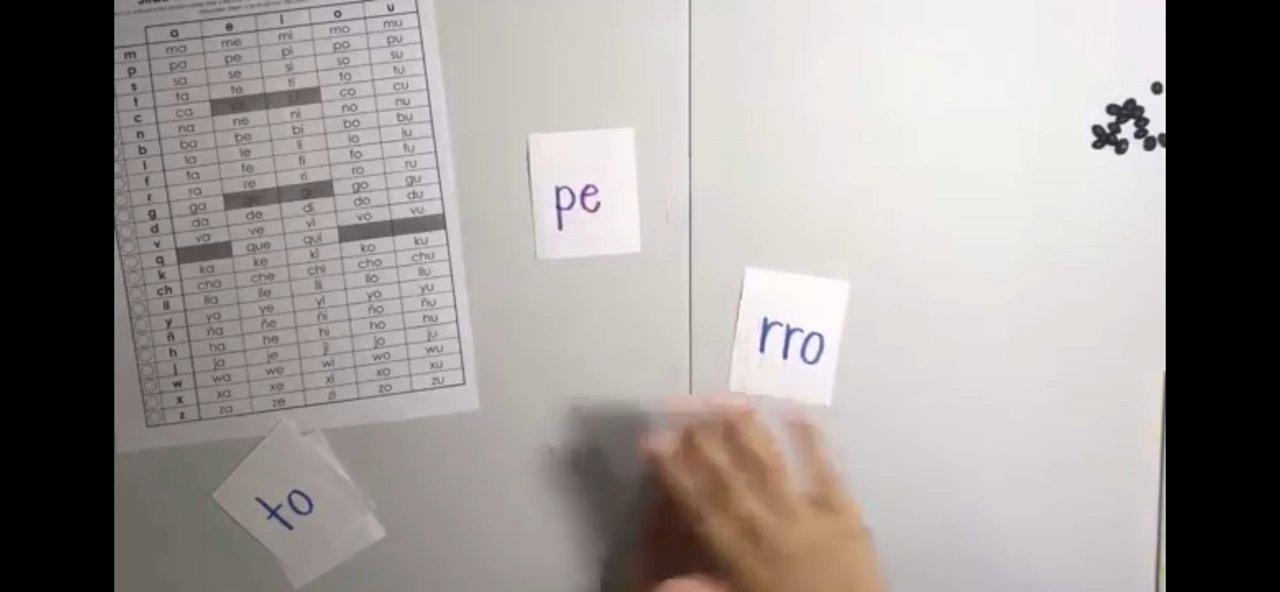 a e i o u
m ma me mi mo mu
p pa pe pi po pu
s sa se si so su
t ta te ti to tu
c ca co cu
n na ne ni no nu
b ba be bi bo bu
l la le li lo lu
f fa fe fi fo fu
r ra re ri ro ru
g ga go gu
d da de di do du
v va ve vi vo vu
q que qui
k ka ke ki ko ku
ch cha che chi cho chu
ll lla lle lli llo llu
y ya ye yi yo yu
ñ ña ñe ñi ño ñu
h ha he hi ho hu
j ja je ji jo ju
w wa we wi wo wu
x xa xe xi xo xu
z za ze zi zo zu
pe
rro
to